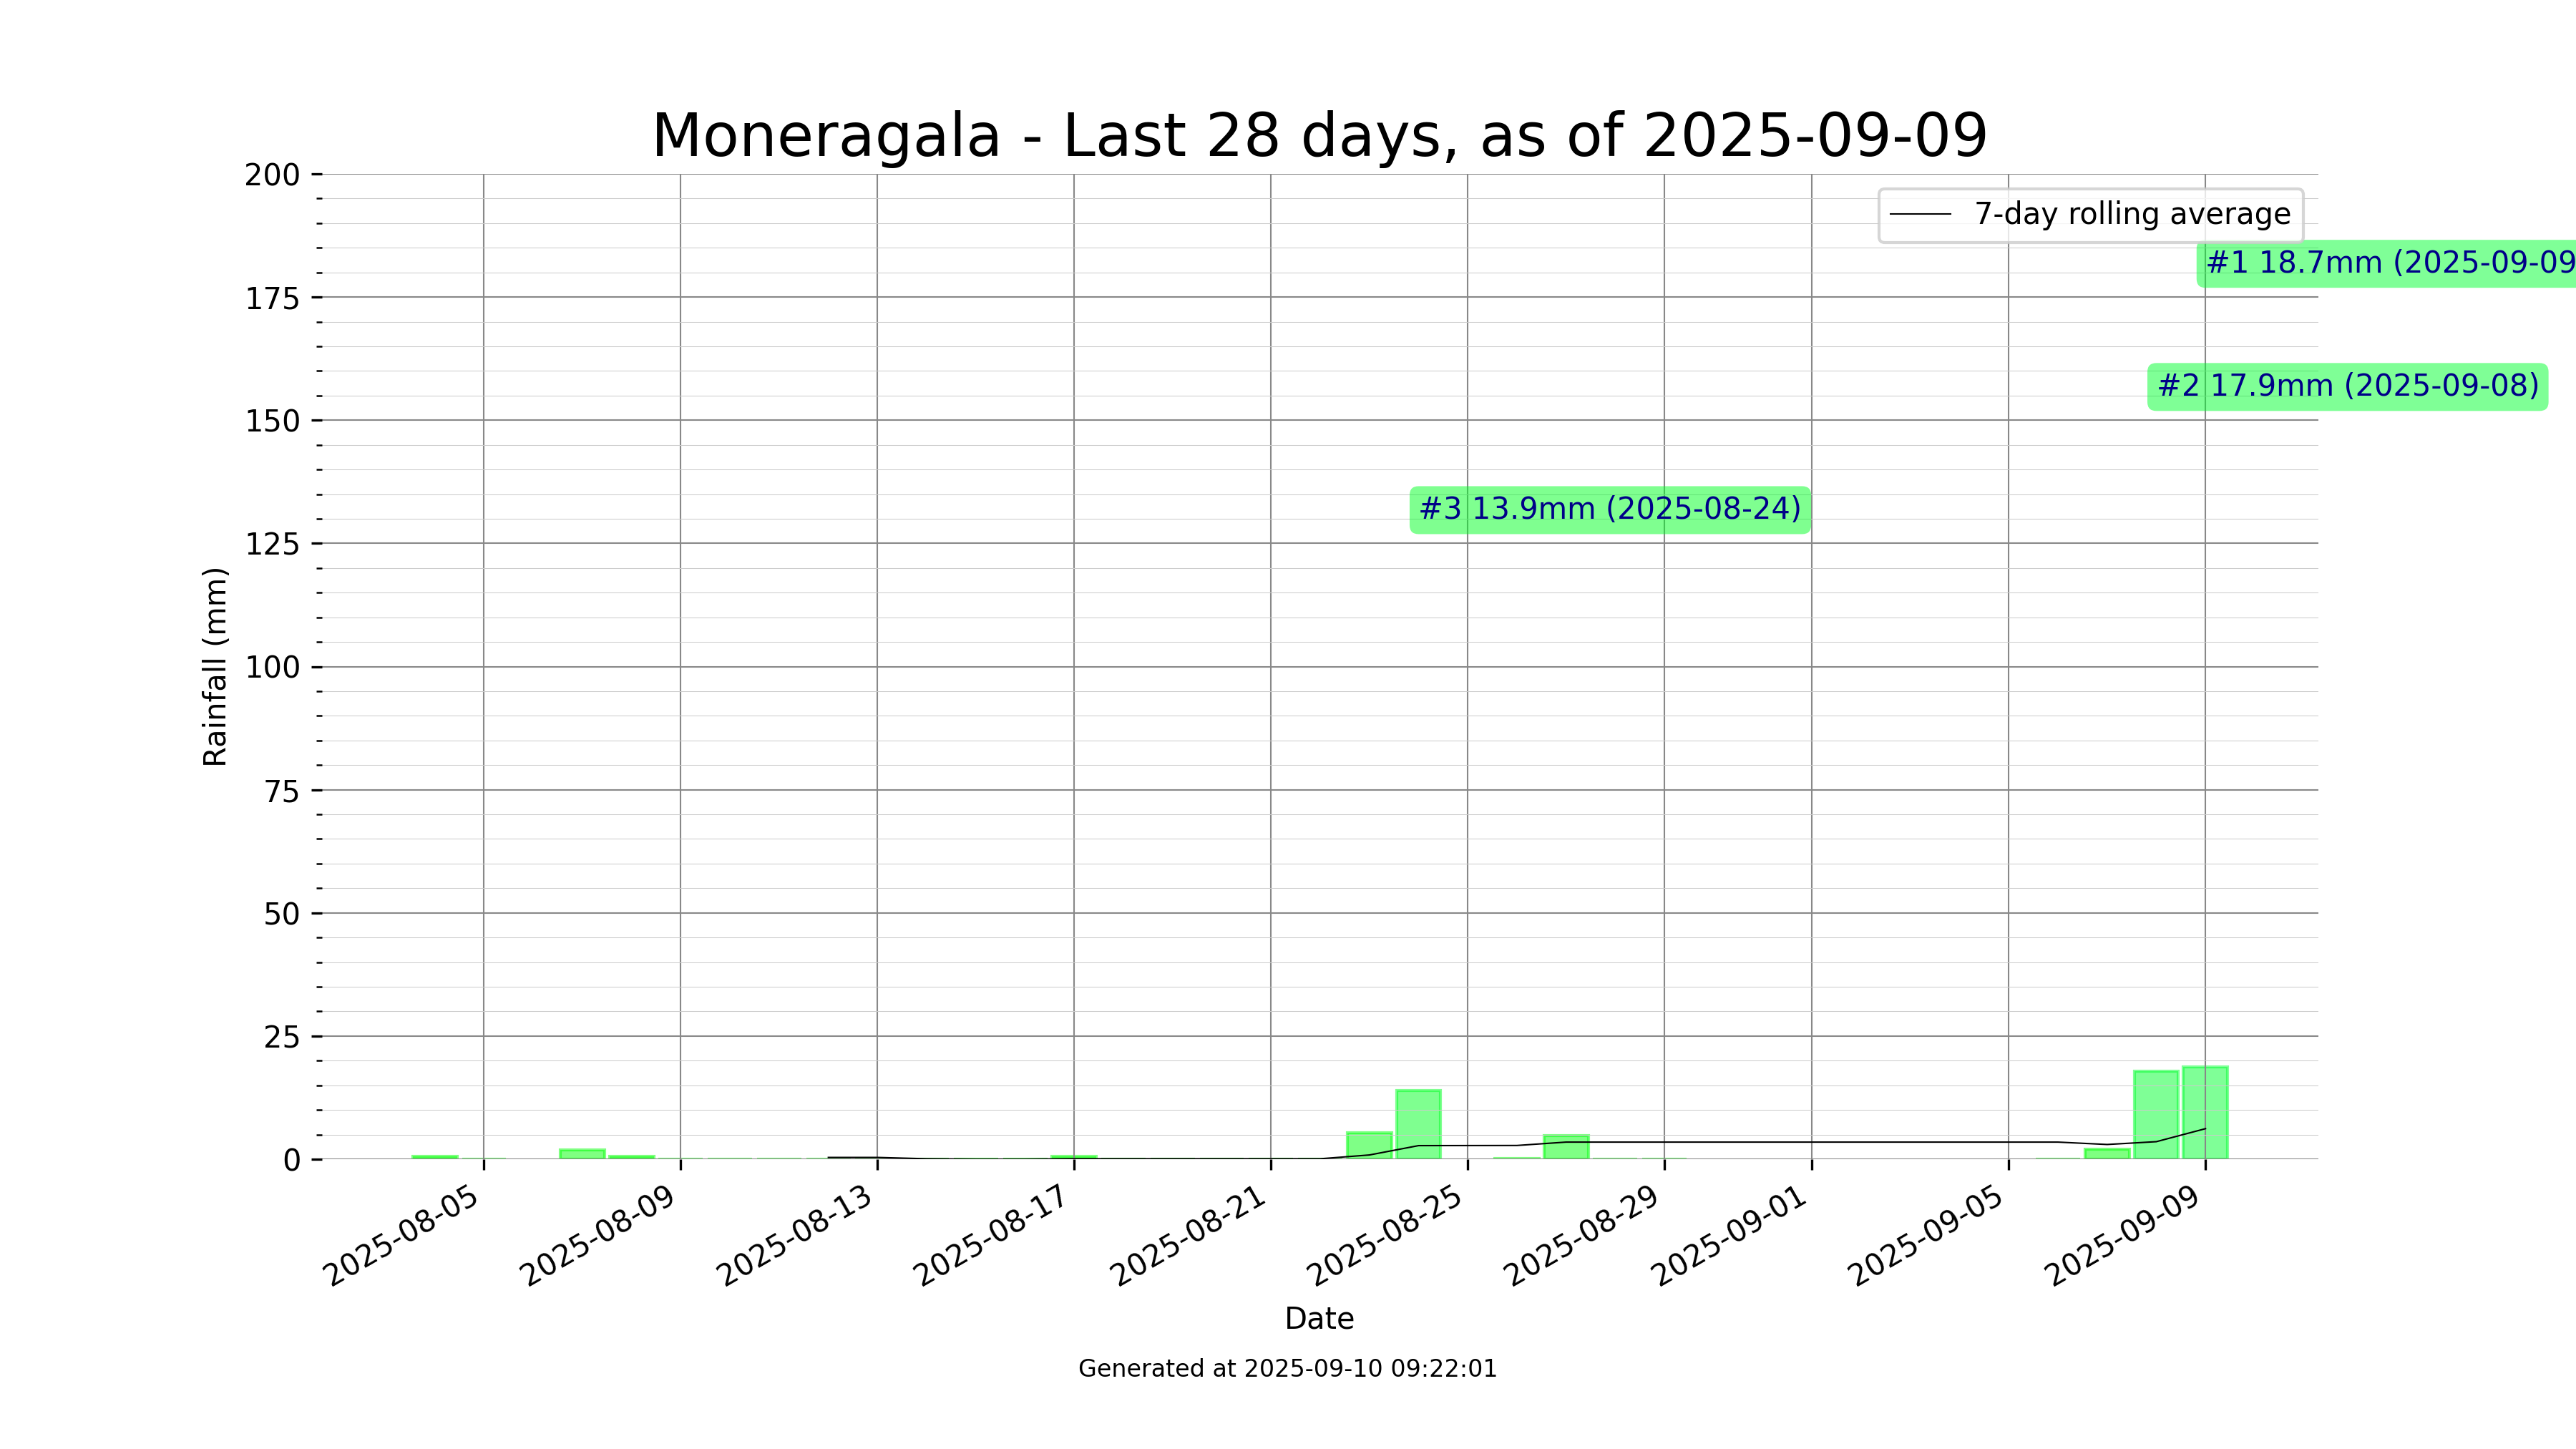 Moneragala - Last 28 days, as of 2025-09-09
7-day rolling average
#1 18.7mm (2025-09-09
#2 17.9mm (2025-09-08)
#3 13.9mm (2025-08-24)
Rainfall (mm)
200
175
150
125
100
75
50
25
0
2025-08-05
2025-08-09
2025-08-13
2025-08-17
2025-08-21
2025-08-25
2025-08-29
2025-09-01
2025-09-05
2025-09-09
Date
Generated at 2025-09-10 09:22:01